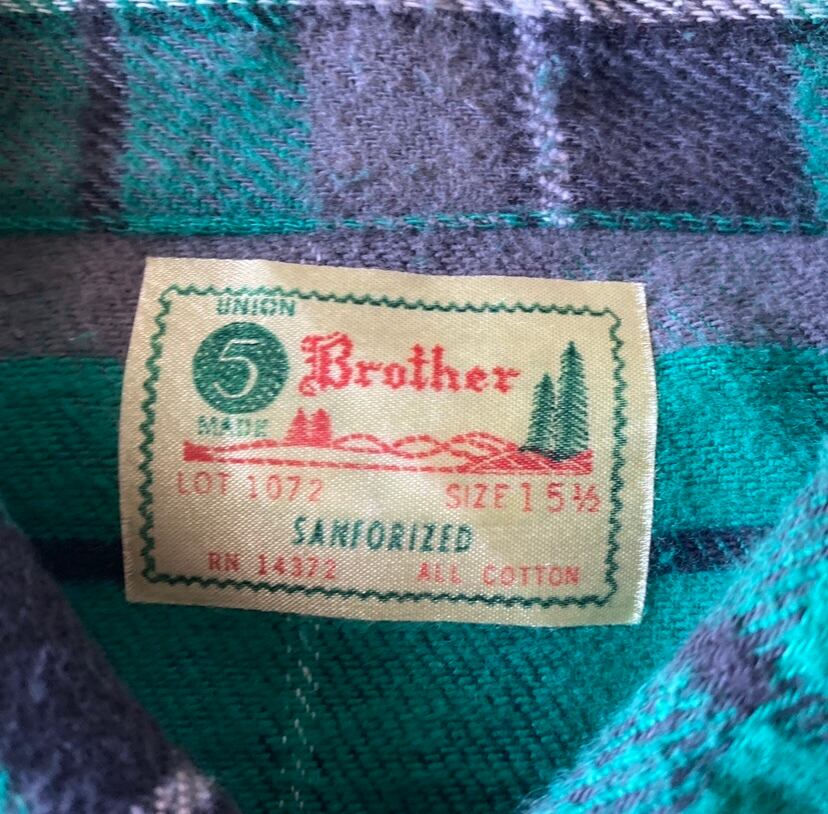 UNION
5 Brother
MADE
LOT 1072 SIZE 15½
SANFORIZED
RN 14372 ALL COTTON